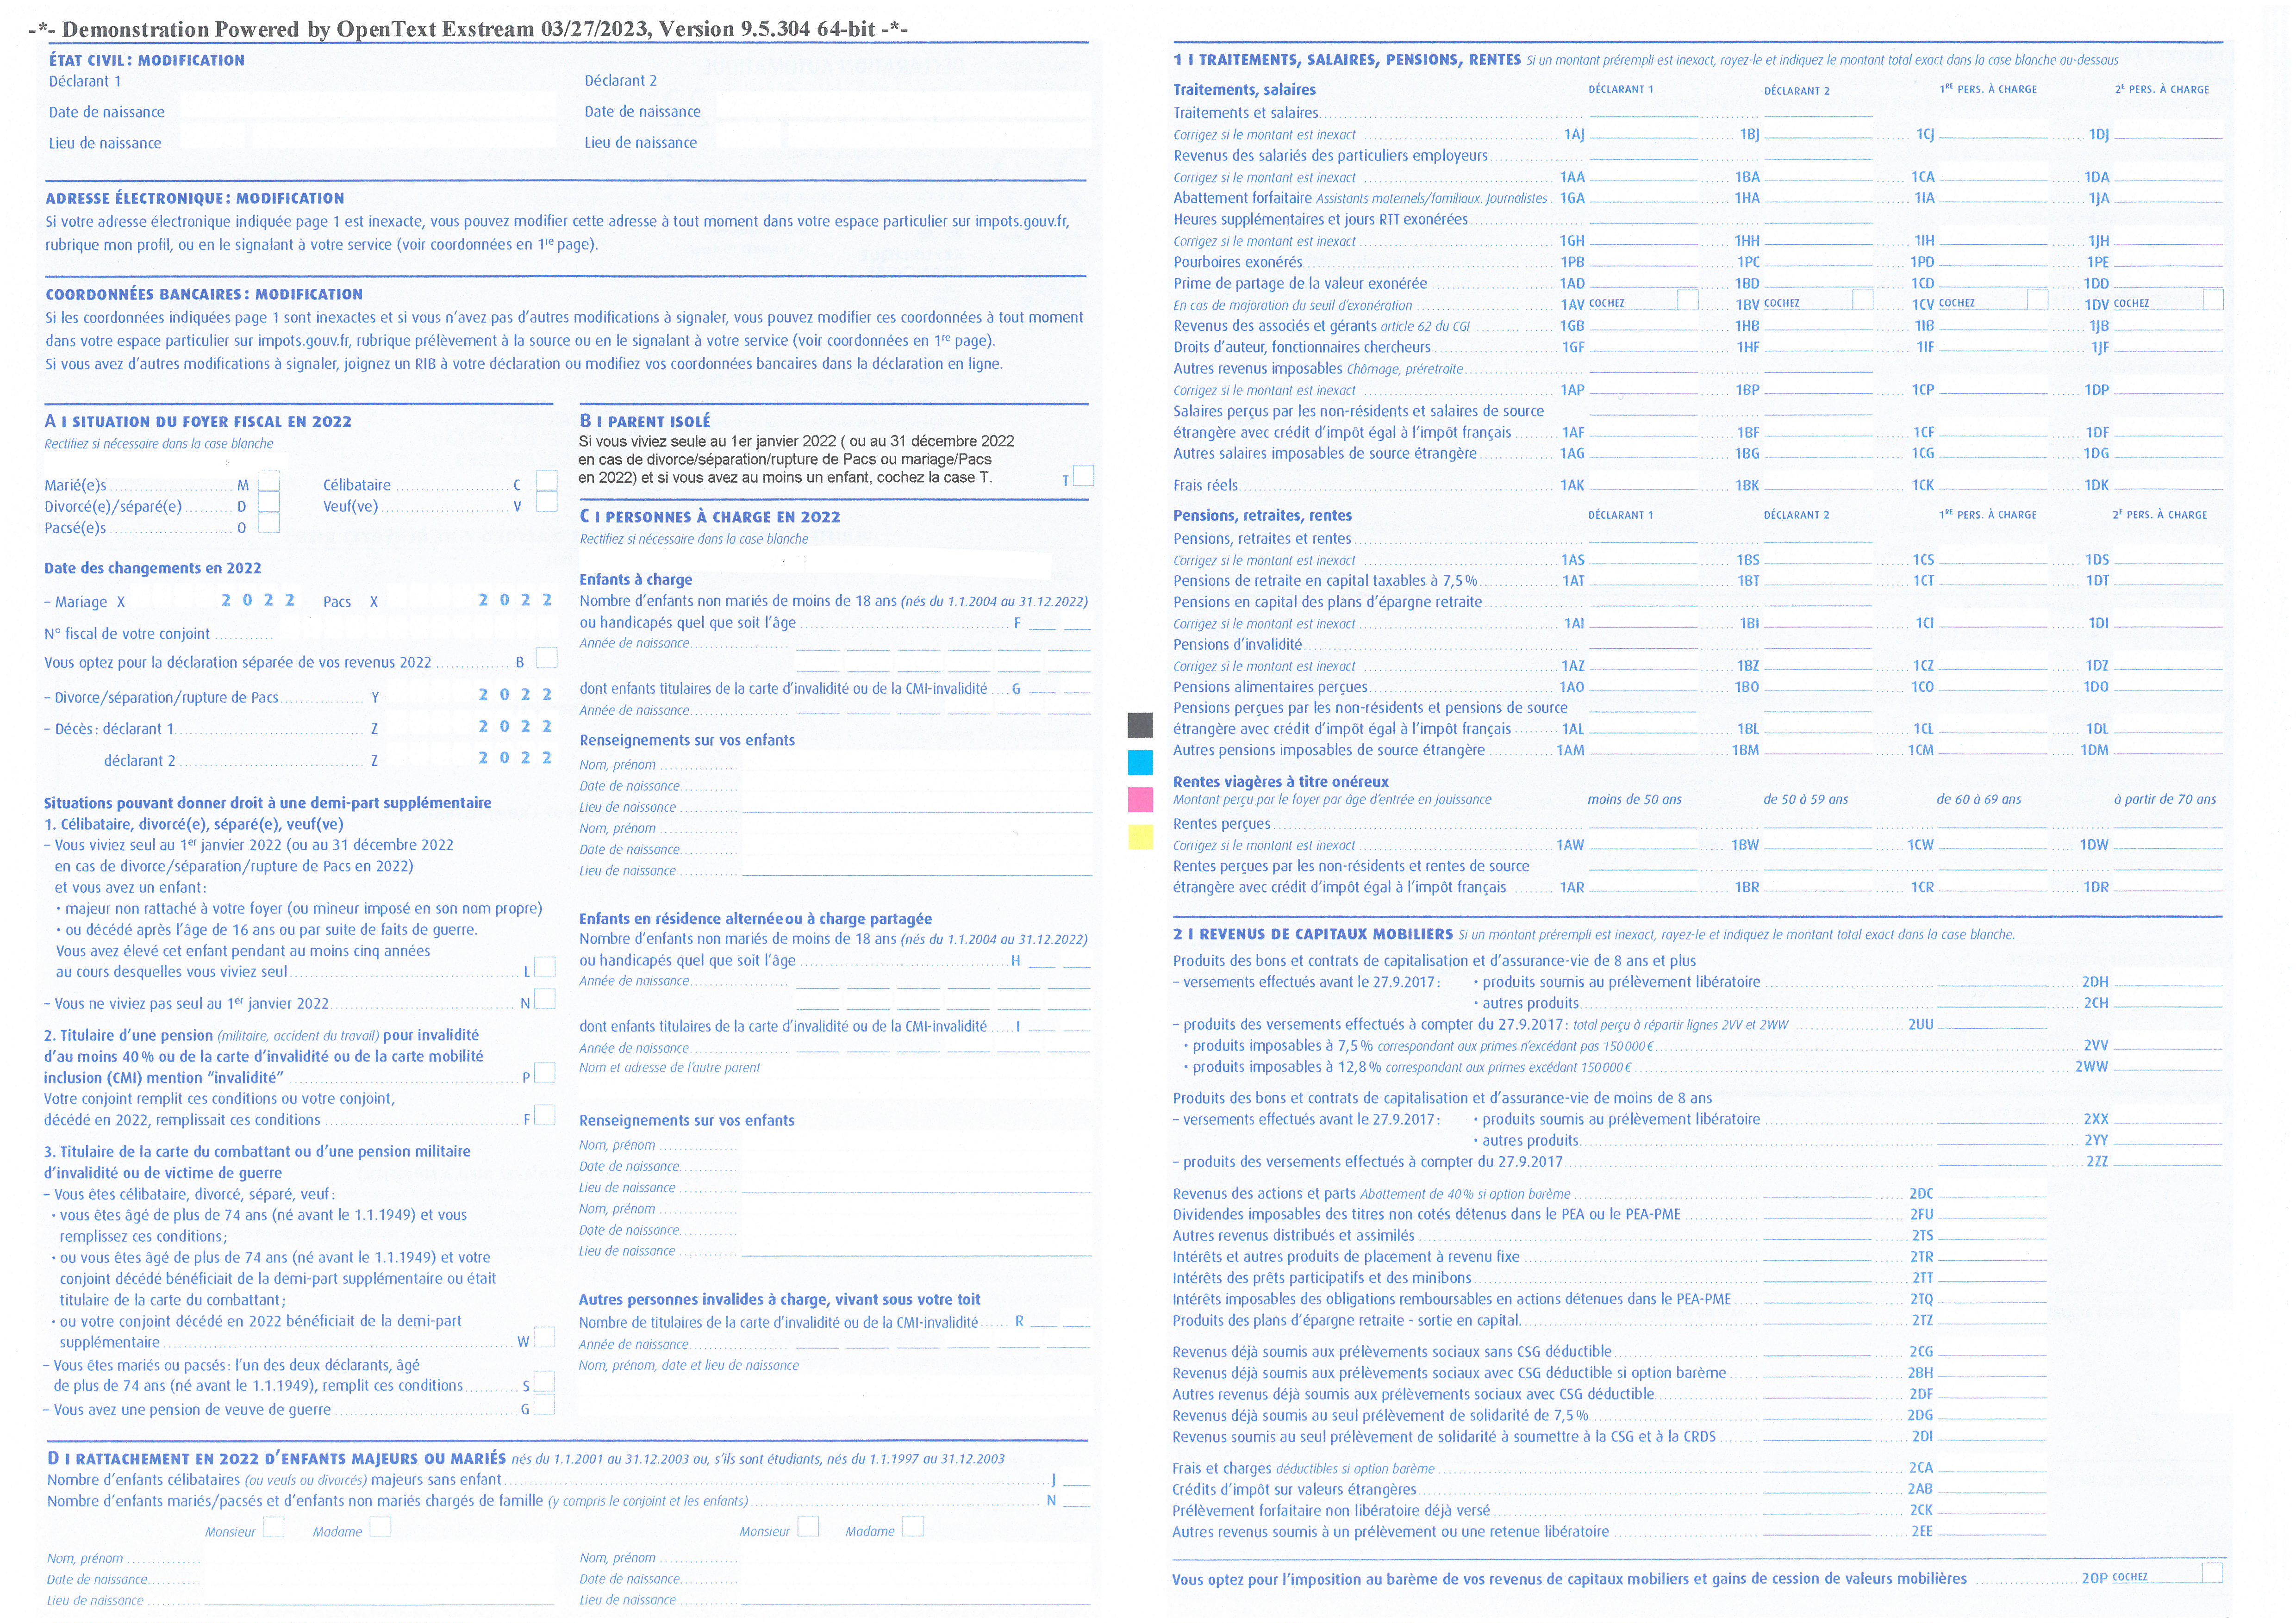 -*- Demonstration Powered by OpenText Exstream 03/27/2023, Version 9.5.304 64-bit -*-
ÉTAT CIVIL : MODIFICATION
Déclarant 1
Déclarant 2
Date de naissance
Date de naissance
Lieu de naissance
Lieu de naissance
ADRESSE ÉLECTRONIQUE : MODIFICATION
Si votre adresse électronique indiquée page 1 est inexacte, vous pouvez modifier cette adresse à tout moment dans votre espace particulier sur impots.gouv.fr,
rubrique mon profil, ou en le signalant à votre service (voir coordonnées en 1re page).
COORDONNÉES BANCAIRES : MODIFICATION
Si les coordonnées indiquées page 1 sont inexactes et si vous n'avez pas d'autres modifications à signaler, vous pouvez modifier ces coordonnées à tout moment
dans votre espace particulier sur impots.gouv.fr, rubrique prélèvement à la source ou en le signalant à votre service (voir coordonnées en 1re page).
Si vous avez d'autres modifications à signaler, joignez un RIB à votre déclaration ou modifiez vos coordonnées bancaires dans la déclaration en ligne.
A I SITUATION DU FOYER FISCAL EN 2022
Rectifiez si nécessaire dans la case blanche
Marié(e)s M Célibataire C
Divorcé(e)/séparé(e) D Veuf(ve) V
Pacsé(e)s O
Date des changements en 2022
– Mariage X 2 0 2 2 Pacs X 2 0 2 2
N° fiscal de votre conjoint
Vous optez pour la déclaration séparée de vos revenus 2022 B
– Divorce/séparation/rupture de Pacs Y 2 0 2 2
– Décès : déclarant 1 Z 2 0 2 2
déclarant 2 Z 2 0 2 2
Situations pouvant donner droit à une demi-part supplémentaire
1. Célibataire, divorcé(e), séparé(e), veuf(ve)
– Vous viviez seul au 1er janvier 2022 (ou au 31 décembre 2022
en cas de divorce/séparation/rupture de Pacs en 2022)
et vous avez un enfant :
• majeur non rattaché à votre foyer (ou mineur imposé en son nom propre)
• ou décédé après l'âge de 16 ans ou par suite de faits de guerre.
Vous avez élevé cet enfant pendant au moins cinq années
au cours desquelles vous viviez seul L
– Vous ne viviez pas seul au 1er janvier 2022 N
2. Titulaire d'une pension (militaire, accident du travail) pour invalidité
d'au moins 40 % ou de la carte d'invalidité ou de la carte mobilité
inclusion (CMI) mention "invalidité" P
Votre conjoint remplit ces conditions ou votre conjoint,
décédé en 2022, remplissait ces conditions F
3. Titulaire de la carte du combattant ou d'une pension militaire
d'invalidité ou de victime de guerre
– Vous êtes célibataire, divorcé, séparé, veuf :
• vous êtes âgé de plus de 74 ans (né avant le 1.1.1949) et vous
remplissez ces conditions ;
• ou vous êtes âgé de plus de 74 ans (né avant le 1.1.1949) et votre
conjoint décédé bénéficiait de la demi-part supplémentaire ou était
titulaire de la carte du combattant ;
• ou votre conjoint décédé en 2022 bénéficiait de la demi-part
supplémentaire W
– Vous êtes mariés ou pacsés : l'un des deux déclarants, âgé
de plus de 74 ans (né avant le 1.1.1949), remplit ces conditions S
– Vous avez une pension de veuve de guerre G
B I PARENT ISOLÉ
Si vous viviez seule au 1er janvier 2022 ( ou au 31 décembre 2022
en cas de divorce/séparation/rupture de Pacs ou mariage/Pacs
en 2022) et si vous avez au moins un enfant, cochez la case T. T
C I PERSONNES À CHARGE EN 2022
Rectifiez si nécessaire dans la case blanche
Enfants à charge
Nombre d'enfants non mariés de moins de 18 ans (nés du 1.1.2004 au 31.12.2022)
ou handicapés quel que soit l'âge F
Année de naissance
dont enfants titulaires de la carte d'invalidité ou de la CMI-invalidité G
Année de naissance
Renseignements sur vos enfants
Nom, prénom
Date de naissance
Lieu de naissance
Nom, prénom
Date de naissance
Lieu de naissance
Enfants en résidence alternée ou à charge partagée
Nombre d'enfants non mariés de moins de 18 ans (nés du 1.1.2004 au 31.12.2022)
ou handicapés quel que soit l'âge H
Année de naissance
dont enfants titulaires de la carte d'invalidité ou de la CMI-invalidité I
Année de naissance
Nom et adresse de l'autre parent
Renseignements sur vos enfants
Nom, prénom
Date de naissance
Lieu de naissance
Nom, prénom
Date de naissance
Lieu de naissance
Autres personnes invalides à charge, vivant sous votre toit
Nombre de titulaires de la carte d'invalidité ou de la CMI-invalidité R
Année de naissance
Nom, prénom, date et lieu de naissance
D I RATTACHEMENT EN 2022 D'ENFANTS MAJEURS OU MARIÉS nés du 1.1.2001 au 31.12.2003 ou, s'ils sont étudiants, nés du 1.1.1997 au 31.12.2003
Nombre d'enfants célibataires (ou veufs ou divorcés) majeurs sans enfant J
Nombre d'enfants mariés/pacsés et d'enfants non mariés chargés de famille (y compris le conjoint et les enfants) N
Monsieur Madame Monsieur Madame
Nom, prénom Nom, prénom
Date de naissance Date de naissance
Lieu de naissance Lieu de naissance
1 I TRAITEMENTS, SALAIRES, PENSIONS, RENTES Si un montant prérempli est inexact, rayez-le et indiquez le montant total exact dans la case blanche au-dessous
Traitements, salaires DÉCLARANT 1 DÉCLARANT 2 1RE PERS. À CHARGE 2E PERS. À CHARGE
Traitements et salaires
Corrigez si le montant est inexact 1AJ 1BJ 1CJ 1DJ
Revenus des salariés des particuliers employeurs
Corrigez si le montant est inexact 1AA 1BA 1CA 1DA
Abattement forfaitaire Assistants maternels/familiaux. Journalistes 1GA 1HA 1IA 1JA
Heures supplémentaires et jours RTT exonérées
Corrigez si le montant est inexact 1GH 1HH 1IH 1JH
Pourboires exonérés 1PB 1PC 1PD 1PE
Prime de partage de la valeur exonérée 1AD 1BD 1CD 1DD
En cas de majoration du seuil d'exonération 1AV COCHEZ 1BV COCHEZ 1CV COCHEZ 1DV COCHEZ
Revenus des associés et gérants article 62 du CGI 1GB 1HB 1IB 1JB
Droits d'auteur, fonctionnaires chercheurs 1GF 1HF 1IF 1JF
Autres revenus imposables Chômage, préretraite
Corrigez si le montant est inexact 1AP 1BP 1CP 1DP
Salaires perçus par les non-résidents et salaires de source
étrangère avec crédit d'impôt égal à l'impôt français 1AF 1BF 1CF 1DF
Autres salaires imposables de source étrangère 1AG 1BG 1CG 1DG
Frais réels 1AK 1BK 1CK 1DK
Pensions, retraites, rentes DÉCLARANT 1 DÉCLARANT 2 1RE PERS. À CHARGE 2E PERS. À CHARGE
Pensions, retraites et rentes
Corrigez si le montant est inexact 1AS 1BS 1CS 1DS
Pensions de retraite en capital taxables à 7,5 % 1AT 1BT 1CT 1DT
Pensions en capital des plans d'épargne retraite
Corrigez si le montant est inexact 1AI 1BI 1CI 1DI
Pensions d'invalidité
Corrigez si le montant est inexact 1AZ 1BZ 1CZ 1DZ
Pensions alimentaires perçues 1AO 1BO 1CO 1DO
Pensions perçues par les non-résidents et pensions de source
étrangère avec crédit d'impôt égal à l'impôt français 1AL 1BL 1CL 1DL
Autres pensions imposables de source étrangère 1AM 1BM 1CM 1DM
Rentes viagères à titre onéreux
Montant perçu par le foyer par âge d'entrée en jouissance moins de 50 ans de 50 à 59 ans de 60 à 69 ans à partir de 70 ans
Rentes perçues
Corrigez si le montant est inexact 1AW 1BW 1CW 1DW
Rentes perçues par les non-résidents et rentes de source
étrangère avec crédit d'impôt égal à l'impôt français 1AR 1BR 1CR 1DR
2 I REVENUS DE CAPITAUX MOBILIERS Si un montant prérempli est inexact, rayez-le et indiquez le montant total exact dans la case blanche.
Produits des bons et contrats de capitalisation et d'assurance-vie de 8 ans et plus
– versements effectués avant le 27.9.2017 : • produits soumis au prélèvement libératoire 2DH
• autres produits 2CH
– produits des versements effectués à compter du 27.9.2017 : total perçu à répartir lignes 2VV et 2WW 2UU
• produits imposables à 7,5 % correspondant aux primes n'excédant pas 150 000 € 2VV
• produits imposables à 12,8 % correspondant aux primes excédant 150 000 € 2WW
Produits des bons et contrats de capitalisation et d'assurance-vie de moins de 8 ans
– versements effectués avant le 27.9.2017 : • produits soumis au prélèvement libératoire 2XX
• autres produits 2YY
– produits des versements effectués à compter du 27.9.2017 2ZZ
Revenus des actions et parts Abattement de 40 % si option barème 2DC
Dividendes imposables des titres non cotés détenus dans le PEA ou le PEA-PME 2FU
Autres revenus distribués et assimilés 2TS
Intérêts et autres produits de placement à revenu fixe 2TR
Intérêts des prêts participatifs et des minibons 2TT
Intérêts imposables des obligations remboursables en actions détenues dans le PEA-PME 2TQ
Produits des plans d'épargne retraite - sortie en capital. 2TZ
Revenus déjà soumis aux prélèvements sociaux sans CSG déductible 2CG
Revenus déjà soumis aux prélèvements sociaux avec CSG déductible si option barème 2BH
Autres revenus déjà soumis aux prélèvements sociaux avec CSG déductible 2DF
Revenus déjà soumis au seul prélèvement de solidarité de 7,5 % 2DG
Revenus soumis au seul prélèvement de solidarité à soumettre à la CSG et à la CRDS 2DI
Frais et charges déductibles si option barème 2CA
Crédits d'impôt sur valeurs étrangères 2AB
Prélèvement forfaitaire non libératoire déjà versé 2CK
Autres revenus soumis à un prélèvement ou une retenue libératoire 2EE
Vous optez pour l'imposition au barème de vos revenus de capitaux mobiliers et gains de cession de valeurs mobilières 2OP COCHEZ